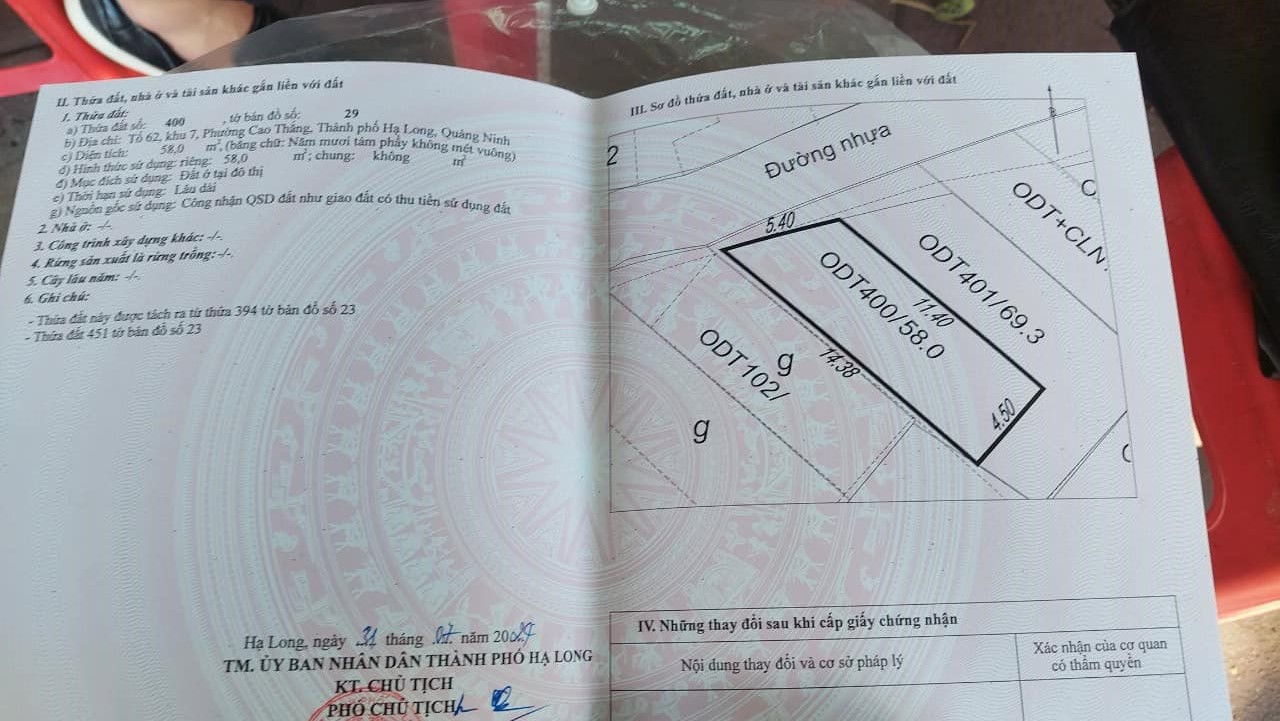 II. Thửa đất, nhà ở và tài sản khác gắn liền với đất
1. Thửa đất:
a) Thửa đất số: 400 , tờ bản đồ số: 29
b) Địa chỉ: Tổ 62, khu 7, Phường Cao Thắng, Thành phố Hạ Long, Quảng Ninh
c) Diện tích: 58,0 m², (bằng chữ: Năm mươi tám phẩy không mét vuông)
d) Hình thức sử dụng: riêng: 58,0 m²; chung: không m²
đ) Mục đích sử dụng: Đất ở tại đô thị
e) Thời hạn sử dụng: Lâu dài
g) Nguồn gốc sử dụng: Công nhận QSD đất như giao đất có thu tiền sử dụng đất
2. Nhà ở: -/-.
3. Công trình xây dựng khác: -/-.
4. Rừng sản xuất là rừng trồng: -/-.
5. Cây lâu năm: -/-.
6. Ghi chú:
- Thửa đất này được tách ra từ thửa 394 tờ bản đồ số 23
- Thửa đất 451 tờ bản đồ số 23
Hạ Long, ngày 31 tháng 07 năm 20
TM. ỦY BAN NHÂN DÂN THÀNH PHỐ HẠ LONG
KT. CHỦ TỊCH
PHÓ CHỦ TỊCH
III. Sơ đồ thửa đất, nhà ở và tài sản khác gắn liền với đất
2
Đường nhựa
ODT+CLN
5.40
ODT401/69.3
ODT400/58.0
11.40
14.38
4.50
ODT102/
g
g
IV. Những thay đổi sau khi cấp giấy chứng nhận
Nội dung thay đổi và cơ sở pháp lý
Xác nhận của cơ quan
có thẩm quyền